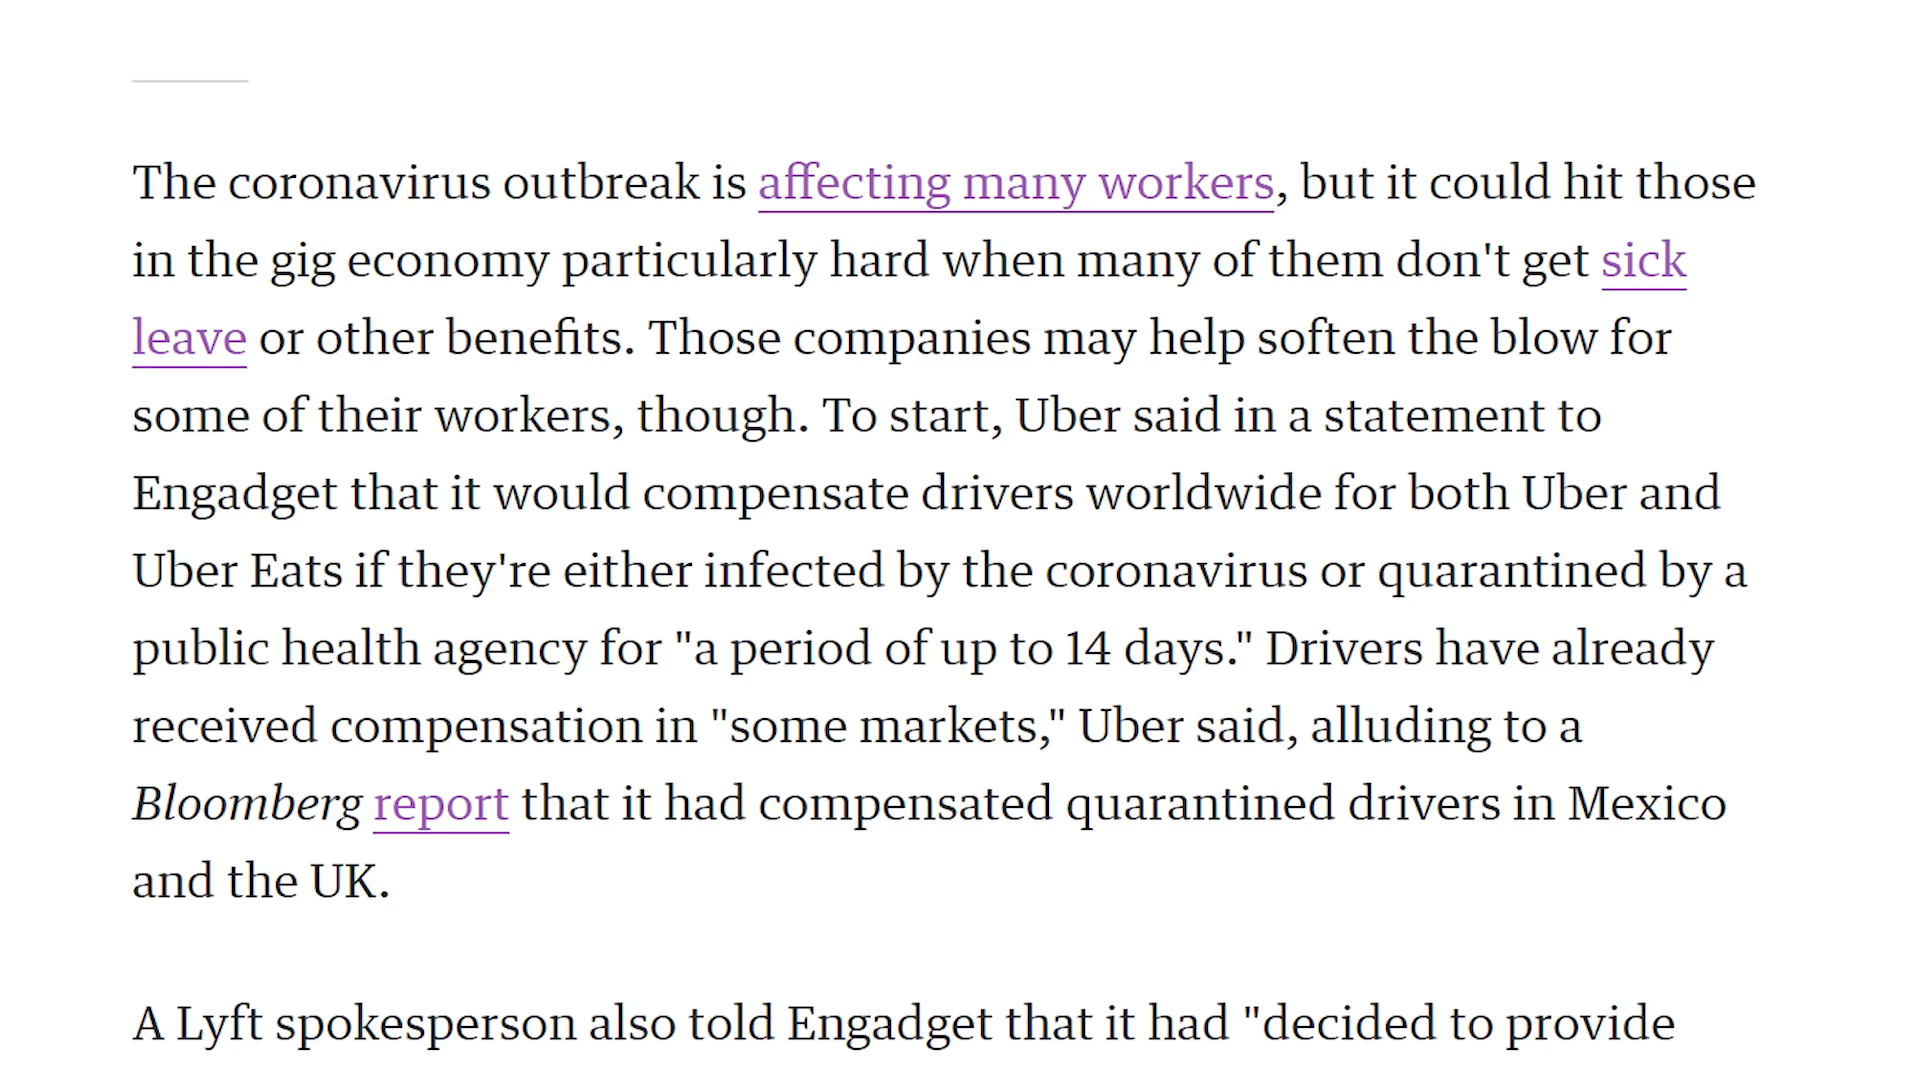 The coronavirus outbreak is affecting many workers, but it could hit those
in the gig economy particularly hard when many of them don't get sick
leave or other benefits. Those companies may help soften the blow for
some of their workers, though. To start, Uber said in a statement to
Engadget that it would compensate drivers worldwide for both Uber and
Uber Eats if they're either infected by the coronavirus or quarantined by a
public health agency for "a period of up to 14 days." Drivers have already
received compensation in "some markets," Uber said, alluding to a
Bloomberg report that it had compensated quarantined drivers in Mexico
and the UK.
A Lyft spokesperson also told Engadget that it had "decided to provide